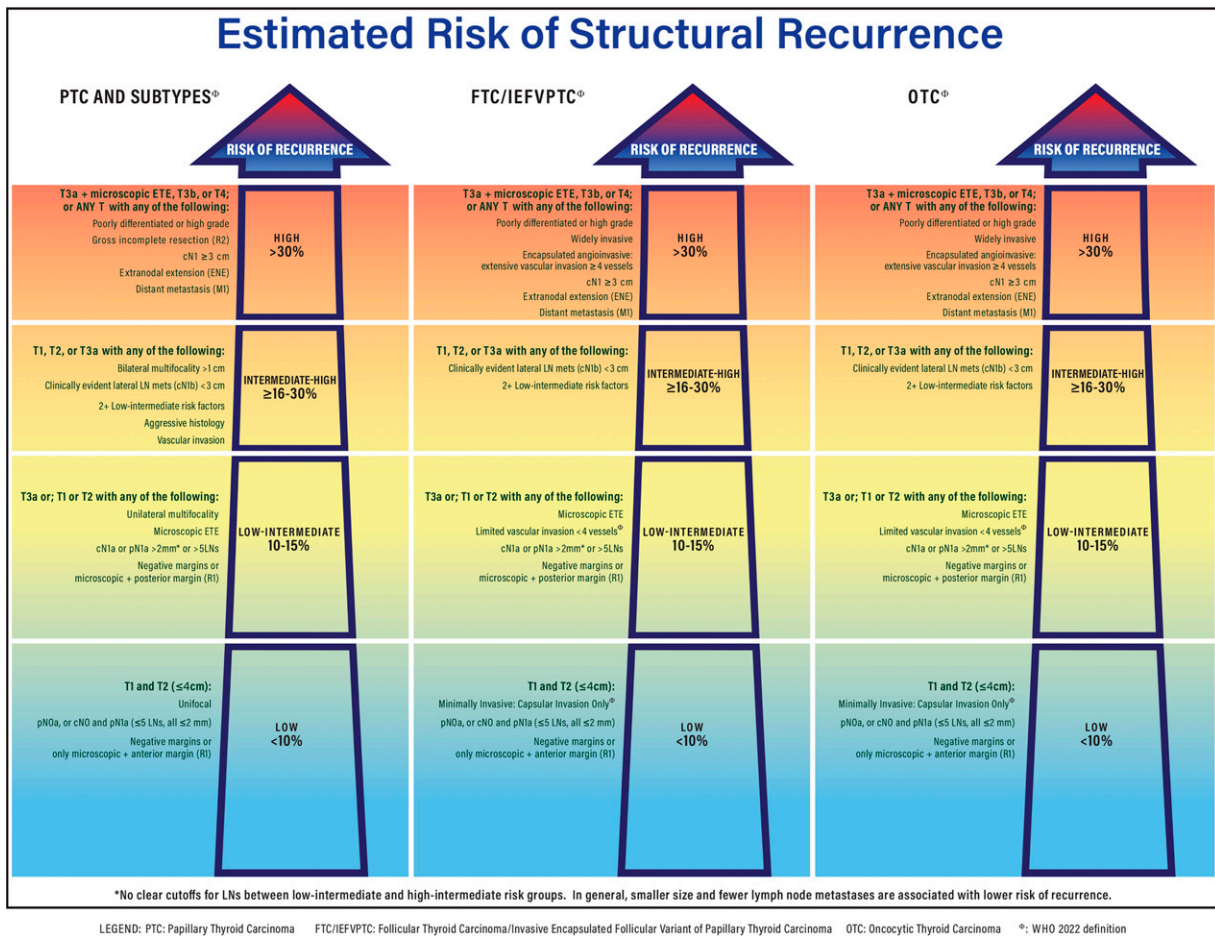 Estimated Risk of Structural Recurrence
PTC AND SUBTYPESΦ
RISK OF RECURRENCE
T3a + microscopic ETE, T3b, or T4;
or ANY T with any of the following:
Poorly differentiated or high grade
Gross incomplete resection (R2)
cN1 ≥3 cm
Extranodal extension (ENE)
Distant metastasis (M1)
HIGH
>30%
T1, T2, or T3a with any of the following:
Bilateral multifocality >1 cm
Clinically evident lateral LN mets (cN1b) <3 cm
2+ Low-intermediate risk factors
Aggressive histology
Vascular invasion
INTERMEDIATE-HIGH
≥16-30%
T3a or; T1 or T2 with any of the following:
Unilateral multifocality
Microscopic ETE
cN1a or pN1a >2mm* or >5LNs
Negative margins or
microscopic + posterior margin (R1)
LOW-INTERMEDIATE
10-15%
T1 and T2 (≤4cm):
Unifocal
pN0a, or cN0 and pN1a (≤5 LNs, all ≤2 mm)
Negative margins or
only microscopic + anterior margin (R1)
LOW
<10%
FTC/IEFVPTCΦ
RISK OF RECURRENCE
T3a + microscopic ETE, T3b, or T4;
or ANY T with any of the following:
Poorly differentiated or high grade
Widely invasive
Encapsulated angioinvasive:
extensive vascular invasion ≥ 4 vessels
cN1 ≥3 cm
Extranodal extension (ENE)
Distant metastasis (M1)
HIGH
>30%
T1, T2, or T3a with any of the following:
Clinically evident lateral LN mets (cN1b) <3 cm
2+ Low-intermediate risk factors
INTERMEDIATE-HIGH
≥16-30%
T3a or; T1 or T2 with any of the following:
Microscopic ETE
Limited vascular invasion <4 vesselsΦ
cN1a or pN1a >2mm* or >5LNs
Negative margins or
microscopic + posterior margin (R1)
LOW-INTERMEDIATE
10-15%
T1 and T2 (≤4cm):
Minimally Invasive: Capsular Invasion OnlyΦ
pN0a, or cN0 and pN1a (≤5 LNs, all ≤2 mm)
Negative margins or
only microscopic + anterior margin (R1)
LOW
<10%
OTCΦ
RISK OF RECURRENCE
T3a + microscopic ETE, T3b, or T4;
or ANY T with any of the following:
Poorly differentiated or high grade
Widely invasive
Encapsulated angioinvasive:
extensive vascular invasion ≥ 4 vessels
cN1 ≥3 cm
Extranodal extension (ENE)
Distant metastasis (M1)
HIGH
>30%
T1, T2, or T3a with any of the following:
Clinically evident lateral LN mets (cN1b) <3 cm
2+ Low-intermediate risk factors
INTERMEDIATE-HIGH
≥16-30%
T3a or; T1 or T2 with any of the following:
Microscopic ETE
Limited vascular invasion <4 vesselsΦ
cN1a or pN1a >2mm* or >5LNs
Negative margins or
microscopic + posterior margin (R1)
LOW-INTERMEDIATE
10-15%
T1 and T2 (≤4cm):
Minimally Invasive: Capsular Invasion OnlyΦ
pN0a, or cN0 and pN1a (≤5 LNs, all ≤2 mm)
Negative margins or
only microscopic + anterior margin (R1)
LOW
<10%
*No clear cutoffs for LNs between low-intermediate and high-intermediate risk groups. In general, smaller size and fewer lymph node metastases are associated with lower risk of recurrence.
LEGEND: PTC: Papillary Thyroid Carcinoma FTC/IEFVPTC: Follicular Thyroid Carcinoma/Invasive Encapsulated Follicular Variant of Papillary Thyroid Carcinoma OTC: Oncocytic Thyroid Carcinoma Φ: WHO 2022 definition